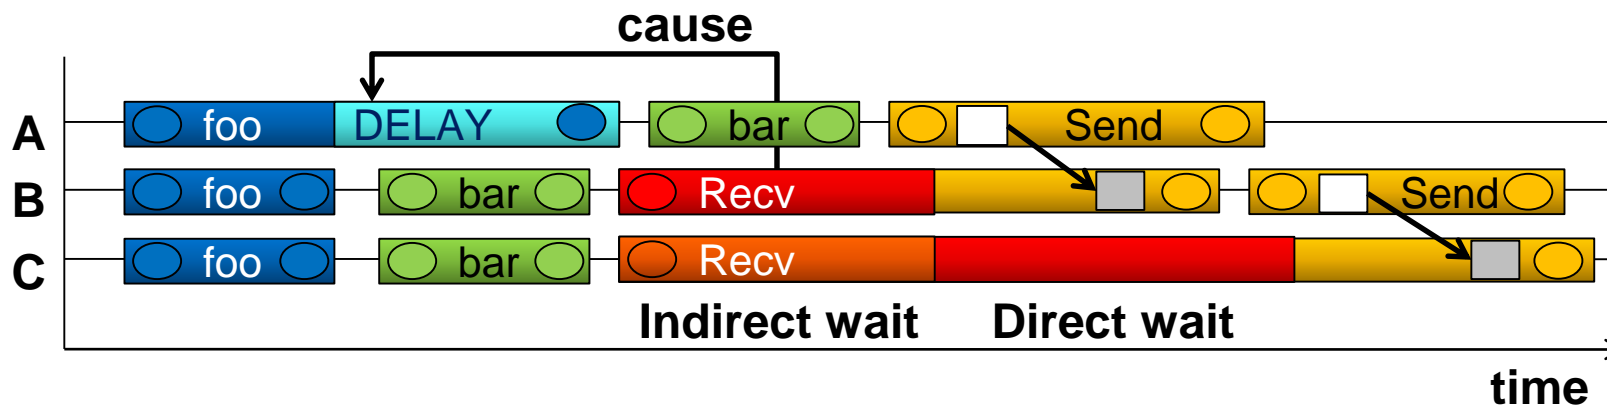 cause
A foo DELAY bar Send
B foo bar Recv Send
C foo bar Recv
Indirect wait Direct wait
time